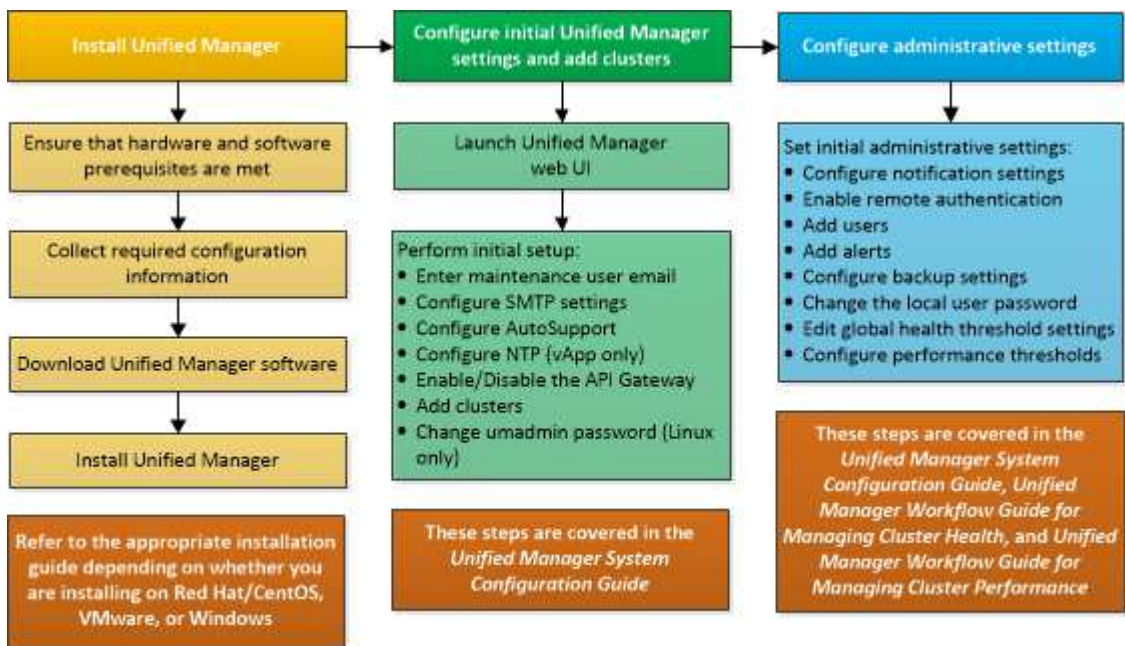 Install Unified Manager
Ensure that hardware and software
prerequisites are met
Collect required configuration
information
Download Unified Manager software
Install Unified Manager
Refer to the appropriate installation
guide depending on whether you
are installing on Red Hat/CentOS,
VMware, or Windows
Configure initial Unified Manager
settings and add clusters
Launch Unified Manager
web UI
Perform initial setup:
• Enter maintenance user email
• Configure SMTP settings
• Configure AutoSupport
• Configure NTP (vApp only)
• Enable/Disable the API Gateway
• Add clusters
• Change umadmin password (Linux
only)
These steps are covered in the
Unified Manager System
Configuration Guide
Configure administrative settings
Set initial administrative settings:
• Configure notification settings
• Enable remote authentication
• Add users
• Add alerts
• Configure backup settings
• Change the local user password
• Edit global health threshold settings
• Configure performance thresholds
These steps are covered in the
Unified Manager System
Configuration Guide, Unified
Manager Workflow Guide for
Managing Cluster Health, and Unified
Manager Workflow Guide for
Managing Cluster Performance